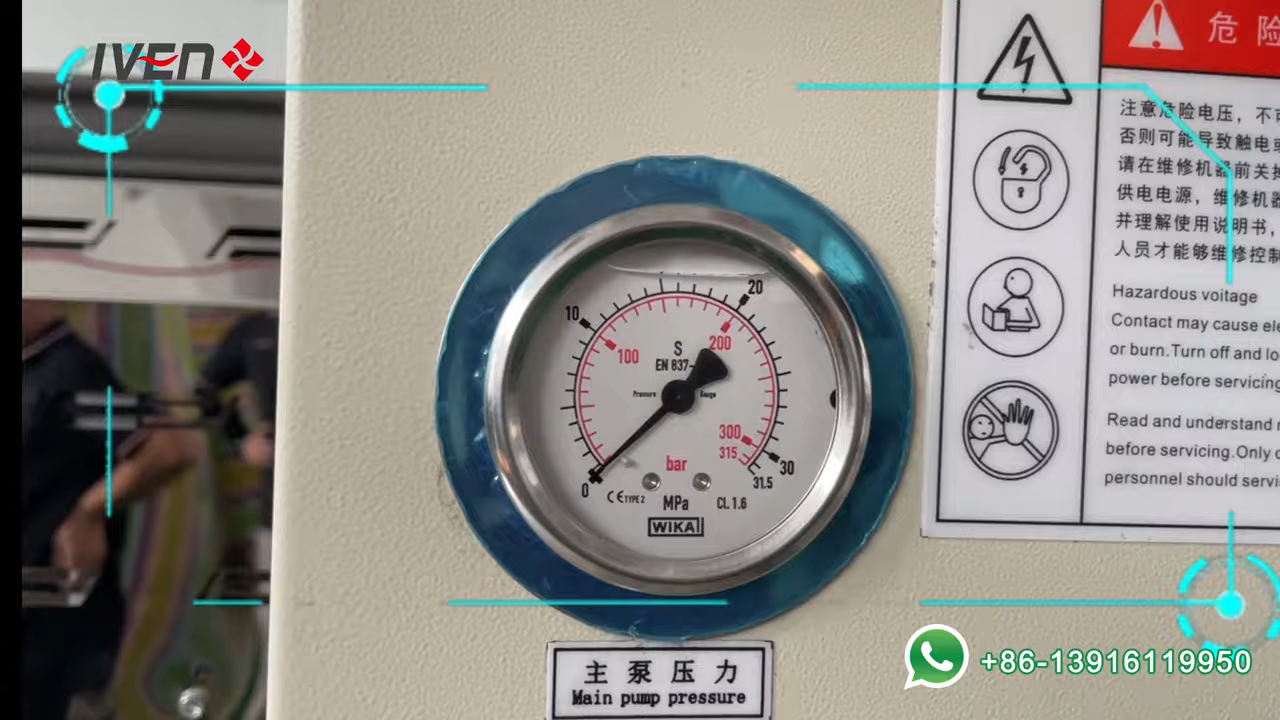 IVEN
危险
注意危险电压，不可
否则可能导致触电或
请在维修机器前关掉
供电电源，维修机器
并理解使用说明书，
人员才能够维修控制
Hazardous voitage
Contact may cause ele
or burn.Turn off and lo
power before servicing
Read and understand
before servicing.Only
personnel should servi
10
20
100
200
S
EN 837-
Pressure Gauge
300
315
bar
30
31.5
0
CE TYPE 2
MPa
Cl. 1.6
WIKA
主泵压力
Main pump pressure
+86-13916119950